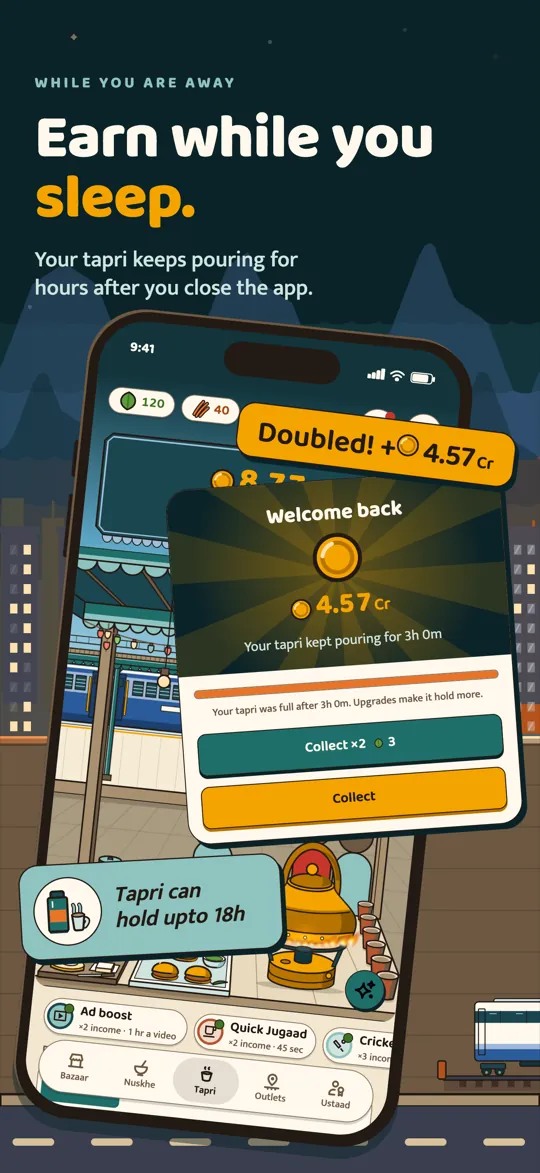 WHILE YOU ARE AWAY
Earn while you
sleep.
Your tapri keeps pouring for
hours after you close the app.
9:41
120
40
Doubled! + 4.57Cr
Welcome back
4.57 Cr
Your tapri kept pouring for 3h 0m
Your tapri was full after 3h 0m. Upgrades make it hold more.
Collect ×2 3
Collect
Tapri can
hold upto 18h
Ad boost
×2 income · 1 hr a video
Quick Jugaad
×2 income · 45 sec
Bazaar
Nuskhe
Tapri
Outlets
Ustaad